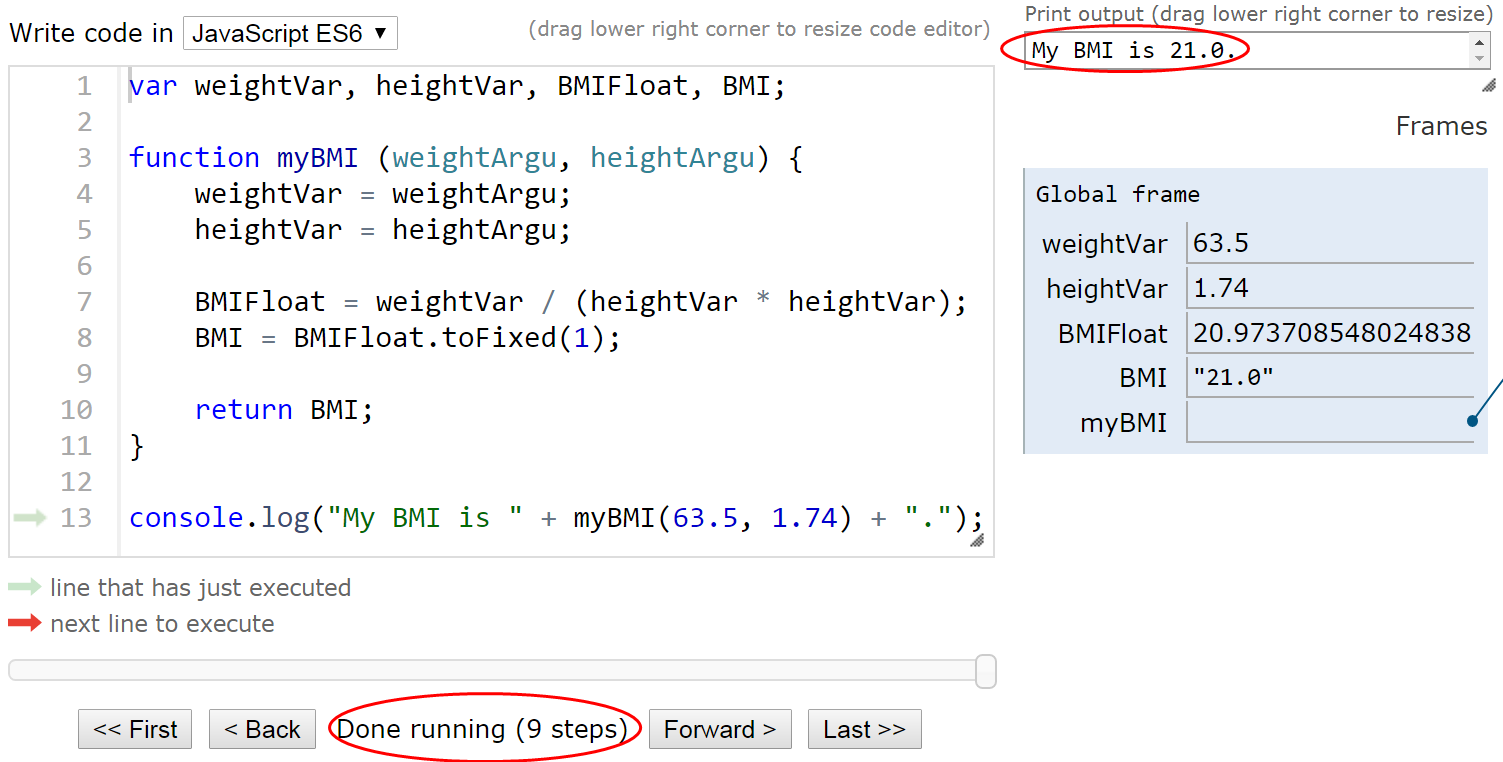 Write code in JavaScript ES6 ▼
(drag lower right corner to resize code editor)
1 var weightVar, heightVar, BMIFloat, BMI;
2
3 function myBMI (weightArgu, heightArgu) {
4     weightVar = weightArgu;
5     heightVar = heightArgu;
6
7     BMIFloat = weightVar / (heightVar * heightVar);
8     BMI = BMIFloat.toFixed(1);
9
10     return BMI;
11 }
12
13 console.log("My BMI is " + myBMI(63.5, 1.74) + ".");
line that has just executed
next line to execute
<< First
< Back
Done running (9 steps)
Forward >
Last >>
Print output (drag lower right corner to resize)
My BMI is 21.0.
Frames
Global frame
weightVar 63.5
heightVar 1.74
BMIFloat 20.973708548024838
BMI "21.0"
myBMI